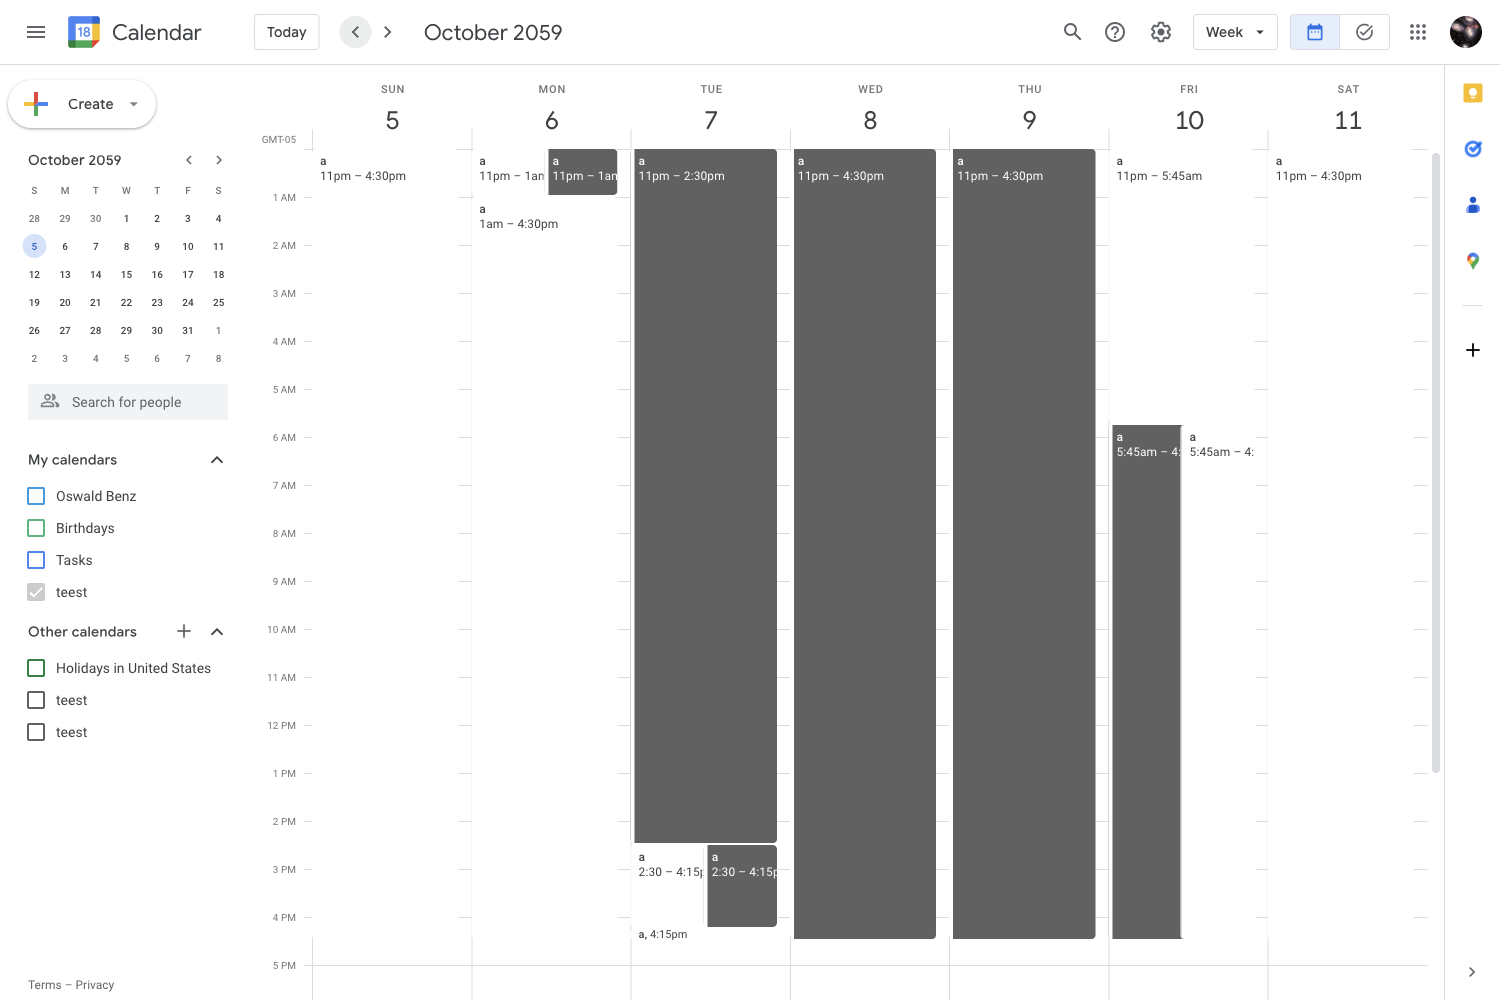 18 Calendar Today October 2059 Week
Create
October 2059
S M T W T F S
28 29 30 1 2 3 4
5 6 7 8 9 10 11
12 13 14 15 16 17 18
19 20 21 22 23 24 25
26 27 28 29 30 31 1
2 3 4 5 6 7 8
Search for people
My calendars
Oswald Benz
Birthdays
Tasks
teest
Other calendars
Holidays in United States
teest
teest
Terms – Privacy
SUN MON TUE WED THU FRI SAT
5 6 7 8 9 10 11
GMT-05
1 AM
2 AM
3 AM
4 AM
5 AM
6 AM
7 AM
8 AM
9 AM
10 AM
11 AM
12 PM
1 PM
2 PM
3 PM
4 PM
5 PM
a
11pm – 4:30pm
a
11pm – 1am
a
11pm – 1am
a
1am – 4:30pm
a
11pm – 2:30pm
a
2:30 – 4:15p
a
2:30 – 4:15p
a, 4:15pm
a
11pm – 4:30pm
a
11pm – 4:30pm
a
11pm – 5:45am
a
5:45am – 4:
a
5:45am – 4:
a
11pm – 4:30pm